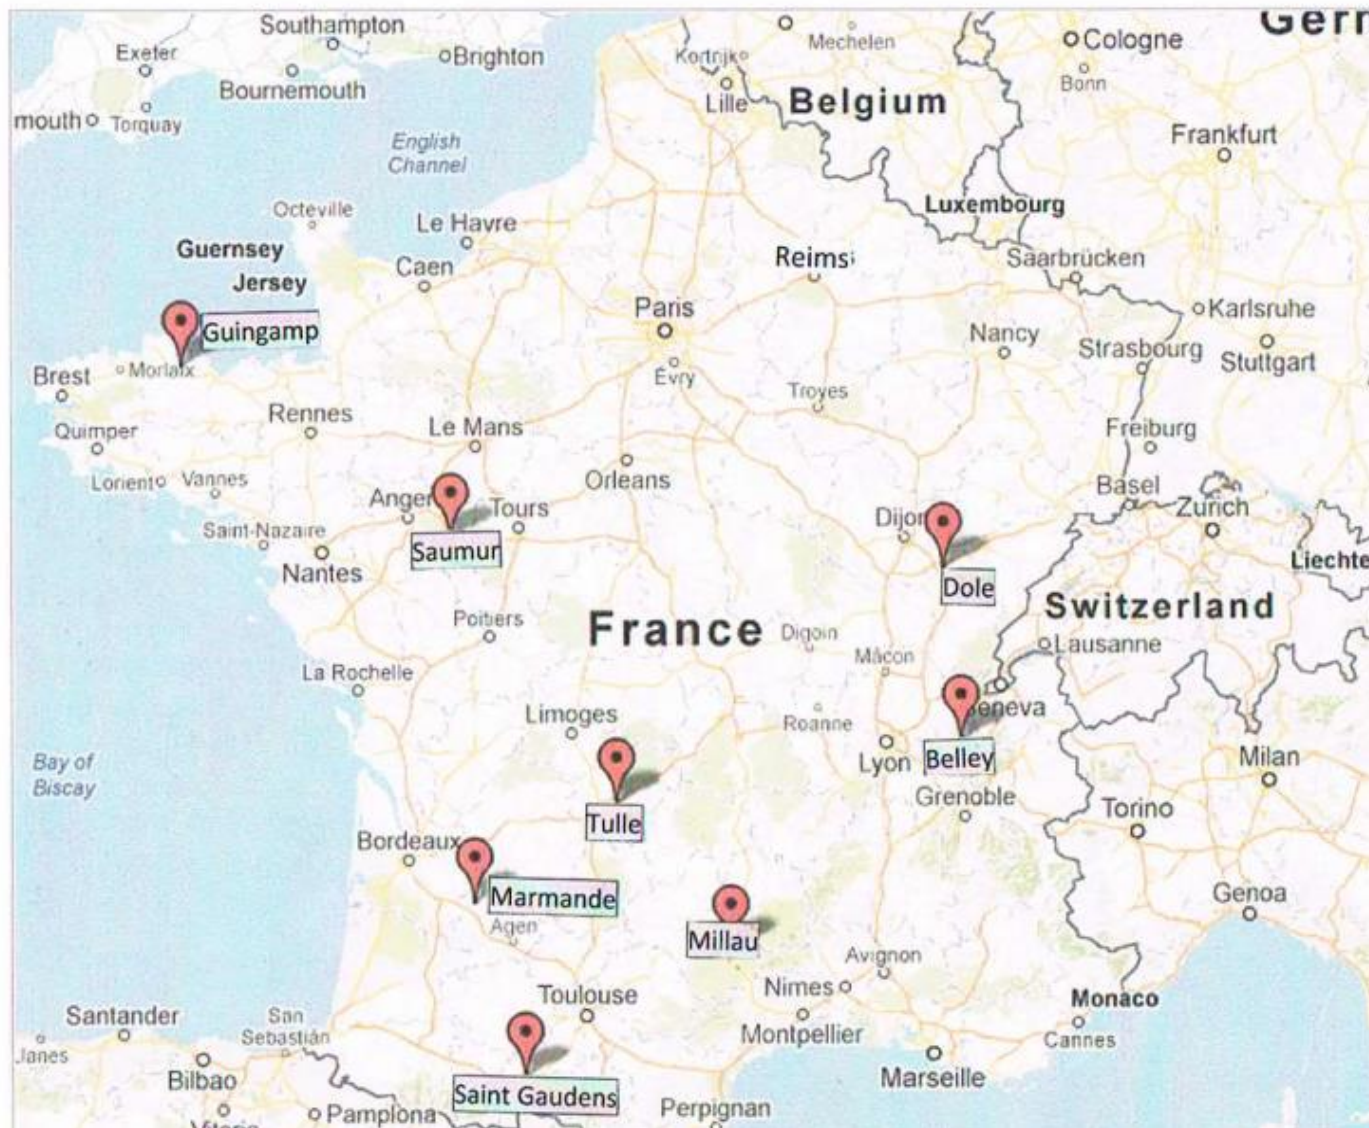 Gern
Southampton
Exeter
Brighton
Bournemouth
mouth
Torquay
Kortrijk
Mechelen
Lille
Belgium
Cologne
Bonn
Frankfurt
English
Channel
Octeville
Le Havre
Luxembourg
Guernsey
Jersey
Caen
Reims
Saarbrücken
Paris
Karlsruhe
Guingamp
Nancy
Strasbourg
Stuttgart
Brest
Morlaix
Évry
Troyes
Rennes
Le Mans
Quimper
Freiburg
Lorient
Vannes
Orleans
Anger
Tours
Basel
Zurich
Saint-Nazaire
Dijon
Saumur
Nantes
Liechte
Dole
Poitiers
France
Digoin
Switzerland
Lausanne
Mâcon
La Rochelle
Limoges
Roanne
Geneva
Bay of
Biscay
Lyon
Belley
Milan
Grenoble
Torino
Tulle
Bordeaux
Marmande
Genoa
Agen
Millau
Avignon
Nimes
Toulouse
Monaco
Santander
San
Sebastián
Montpellier
Cannes
Llanes
Bilbao
Marseille
Saint Gaudens
Pamplona
Perpignan